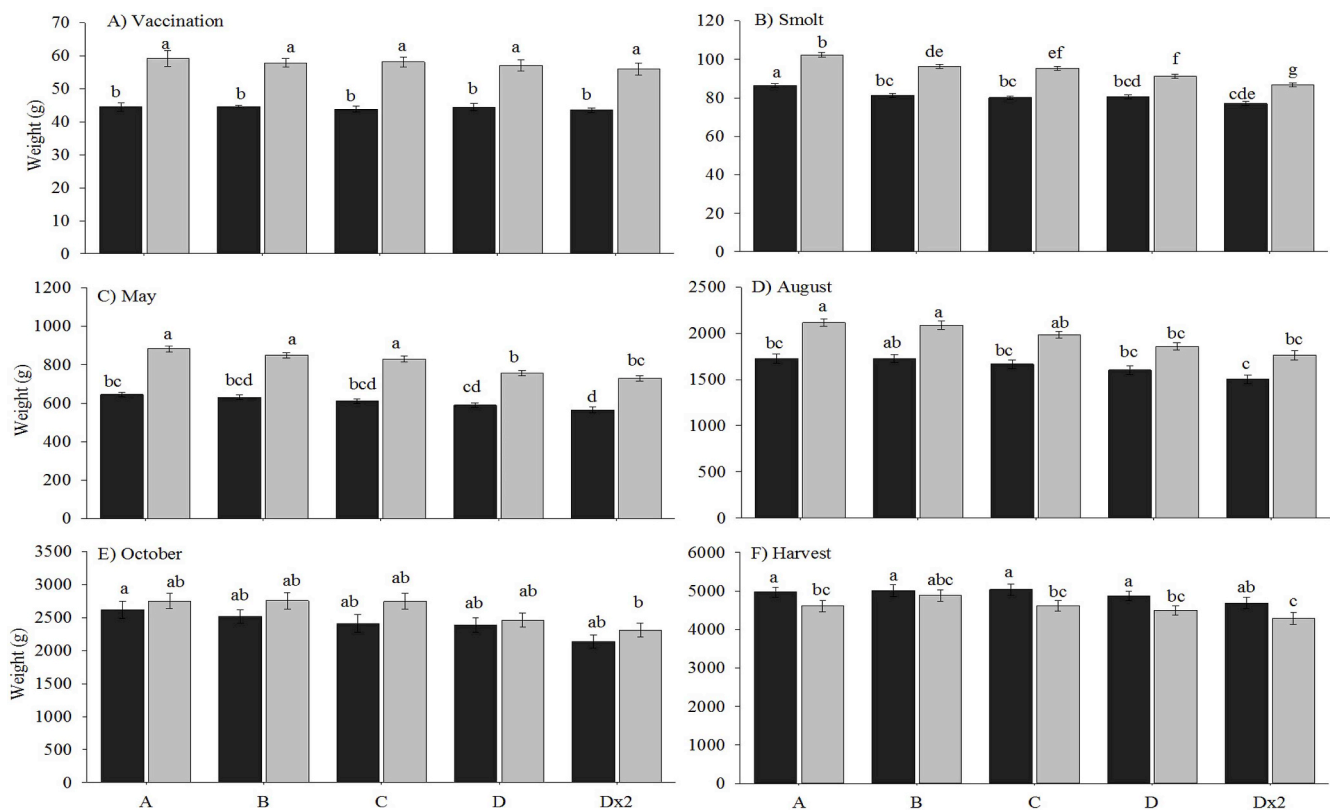 A) Vaccination
Weight (g)
70
60
50
40
30
20
10
0
b a b a b a b a b a
B) Smolt
120
100
80
60
40
20
0
a b bc de bc ef bcd f cde g
C) May
Weight (g)
1200
1000
800
600
400
200
0
bc a bcd a bcd a cd b d bc
D) August
2500
2000
1500
1000
500
0
bc a ab a bc ab bc bc c bc
E) October
Weight (g)
3500
3000
2500
2000
1500
1000
500
0
a ab ab ab ab ab ab ab ab b
A B C D Dx2
F) Harvest
6000
5000
4000
3000
2000
1000
0
a bc a abc a bc a bc ab c
A B C D Dx2